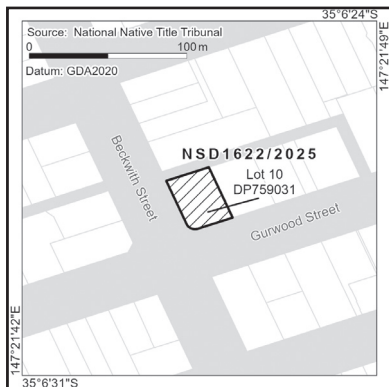 35°6'24"S
Source: National Native Title Tribunal
0 100 m
Datum: GDA2020
147°21'49"E
Beckwith Street
NSD1622/2025
Lot 10
DP759031
Gurwood Street
147°21'42"E
35°6'31"S